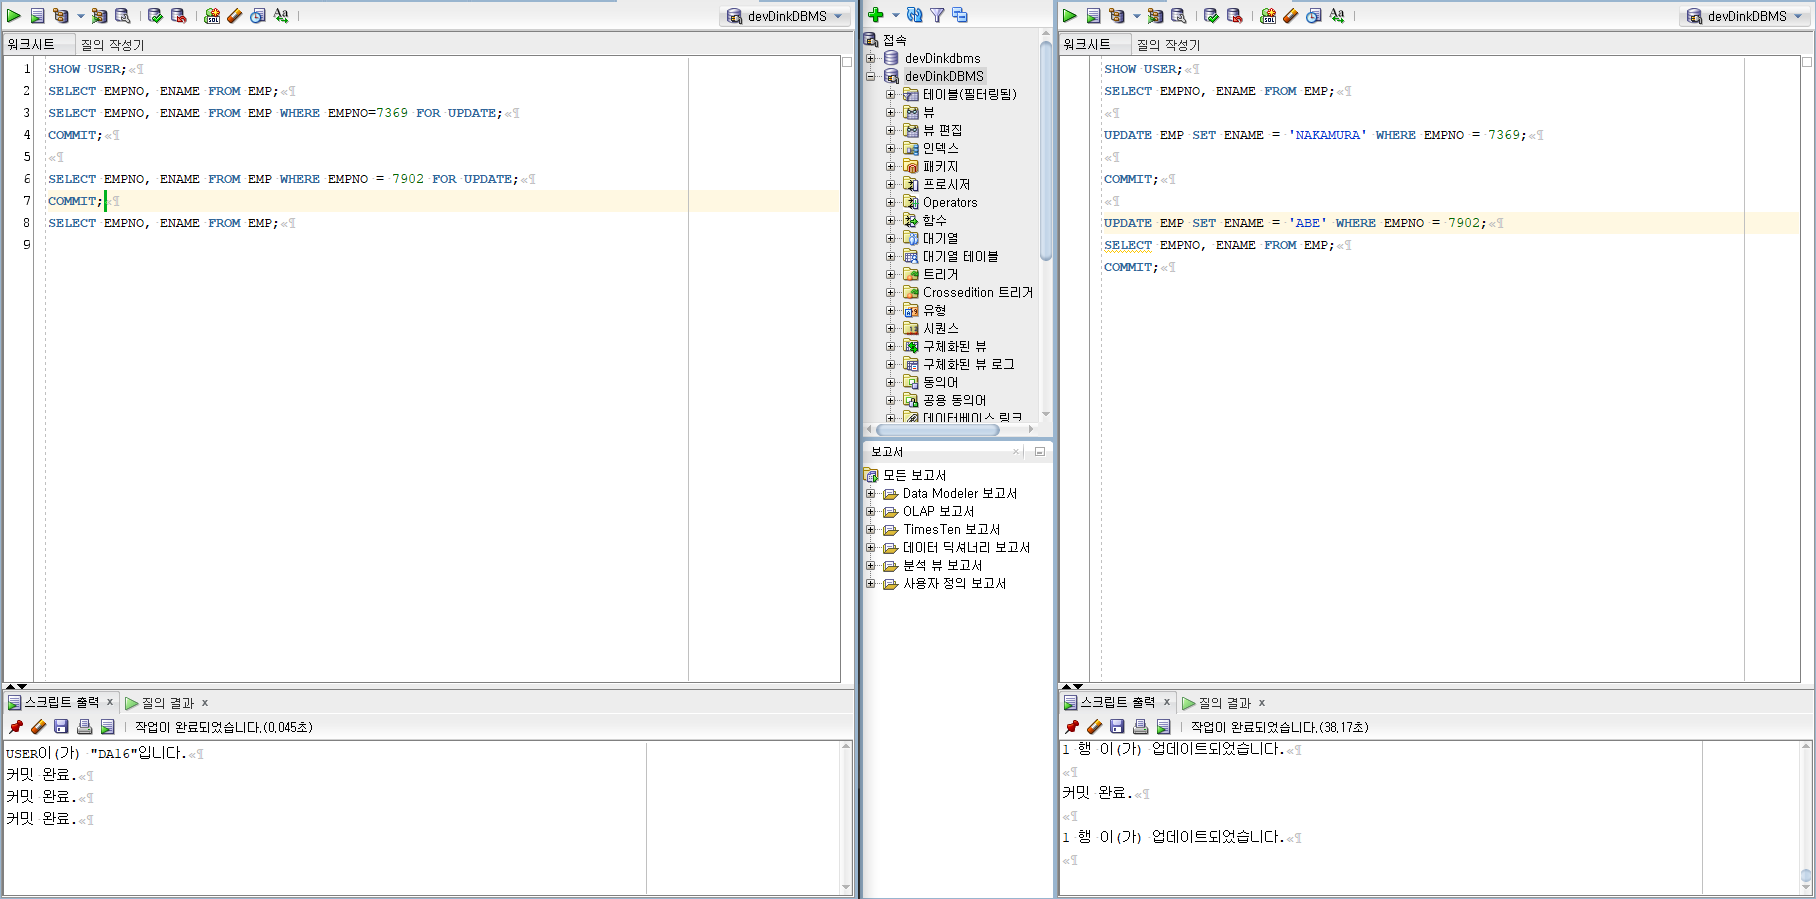 devDinkDBMS
워크시트 질의 작성기
1 SHOW USER;
2 SELECT EMPNO, ENAME FROM EMP;
3 SELECT EMPNO, ENAME FROM EMP WHERE EMPNO=7369 FOR UPDATE;
4 COMMIT;
5
6 SELECT EMPNO, ENAME FROM EMP WHERE EMPNO = 7902 FOR UPDATE;
7 COMMIT;
8 SELECT EMPNO, ENAME FROM EMP;
9
스크립트 출력 x 질의 결과 x
작업이 완료되었습니다.(0.045초)
USER이(가) "DA16"입니다.
커밋 완료.
커밋 완료.
커밋 완료.
접속
devDinkdbms
devDinkDBMS
테이블(필터링됨)
뷰
뷰 편집
인덱스
패키지
프로시저
Operators
함수
대기열
대기열 테이블
트리거
Crossedition 트리거
유형
시퀀스
구체화된 뷰
구체화된 뷰 로그
동의어
공용 동의어
데이터베이스 링크
보고서
모든 보고서
Data Modeler 보고서
OLAP 보고서
TimesTen 보고서
데이터 딕셔너리 보고서
분석 뷰 보고서
사용자 정의 보고서
devDinkDBMS
워크시트 질의 작성기
SHOW USER;
SELECT EMPNO, ENAME FROM EMP;
UPDATE EMP SET ENAME = 'NAKAMURA' WHERE EMPNO = 7369;
COMMIT;
UPDATE EMP SET ENAME = 'ABE' WHERE EMPNO = 7902;
SELECT EMPNO, ENAME FROM EMP;
COMMIT;
스크립트 출력 x 질의 결과 x
작업이 완료되었습니다.(38.17초)
1 행 이(가) 업데이트되었습니다.
커밋 완료.
1 행 이(가) 업데이트되었습니다.